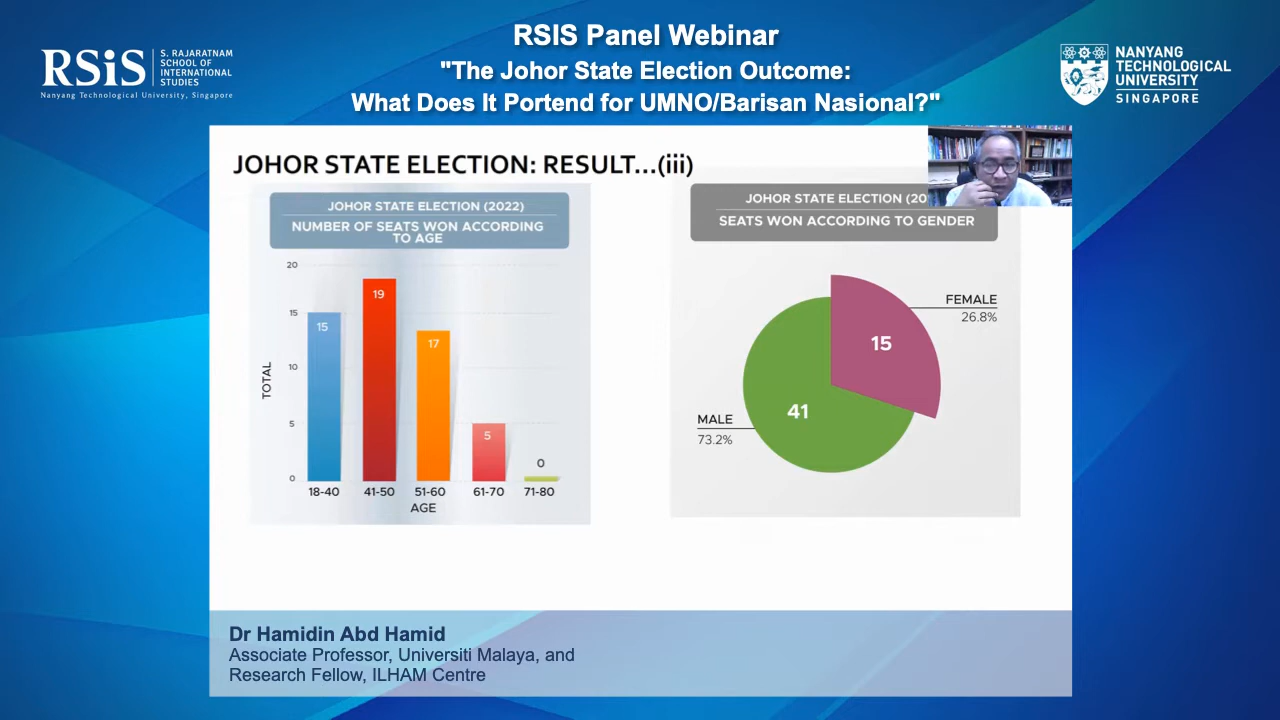 RSiS
S. RAJARATNAM
SCHOOL OF
INTERNATIONAL
STUDIES
Nanyang Technological University, Singapore
RSIS Panel Webinar
"The Johor State Election Outcome:
What Does It Portend for UMNO/Barisan Nasional?"
NANYANG
TECHNOLOGICAL
UNIVERSITY
SINGAPORE
JOHOR STATE ELECTION: RESULT...(iii)
JOHOR STATE ELECTION (2022)
NUMBER OF SEATS WON ACCORDING
TO AGE
20
15
10
5
0
TOTAL
15
19
17
5
0
18-40
41-50
51-60
61-70
71-80
AGE
JOHOR STATE ELECTION (20
SEATS WON ACCORDING TO GENDER
FEMALE
26.8%
15
41
MALE
73.2%
Dr Hamidin Abd Hamid
Associate Professor, Universiti Malaya, and
Research Fellow, ILHAM Centre